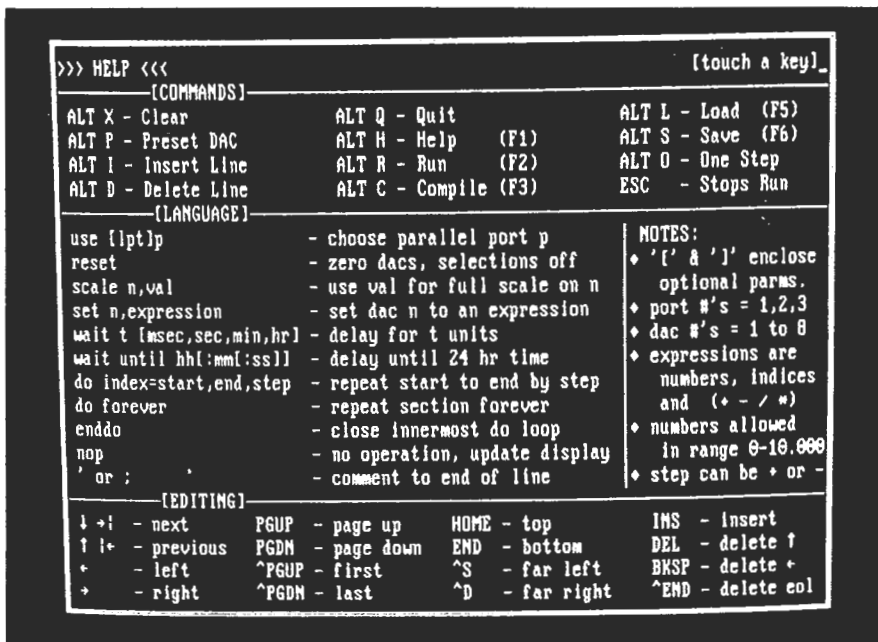 >>> HELP <<< [touch a key]_
[COMMANDS]
ALT X - Clear ALT Q - Quit ALT L - Load (F5)
ALT P - Preset DAC ALT H - Help (F1) ALT S - Save (F6)
ALT I - Insert Line ALT R - Run (F2) ALT O - One Step
ALT D - Delete Line ALT C - Compile (F3) ESC - Stops Run
[LANGUAGE]
use [lpt]p - choose parallel port p
reset - zero dacs, selections off
scale n,val - use val for full scale on n
set n,expression - set dac n to an expression
wait t [msec,sec,min,hr] - delay for t units
wait until hh[:mm[:ss]] - delay until 24 hr time
do index=start,end,step - repeat start to end by step
do forever - repeat section forever
enddo - close innermost do loop
nop - no operation, update display
' or ; - comment to end of line
NOTES:
♦ '[' & ']' enclose
optional parms.
♦ port #'s = 1,2,3
♦ dac #'s = 1 to 8
♦ expressions are
numbers, indices
and (+ - / *)
♦ numbers allowed
in range 0-10.000
♦ step can be + or -
[EDITING]
↓ →¦ - next PGUP - page up HOME - top INS - insert
↑ ¦← - previous PGDN - page down END - bottom DEL - delete ↑
← - left ^PGUP - first ^S - far left BKSP - delete ←
→ - right ^PGDN - last ^D - far right ^END - delete eol